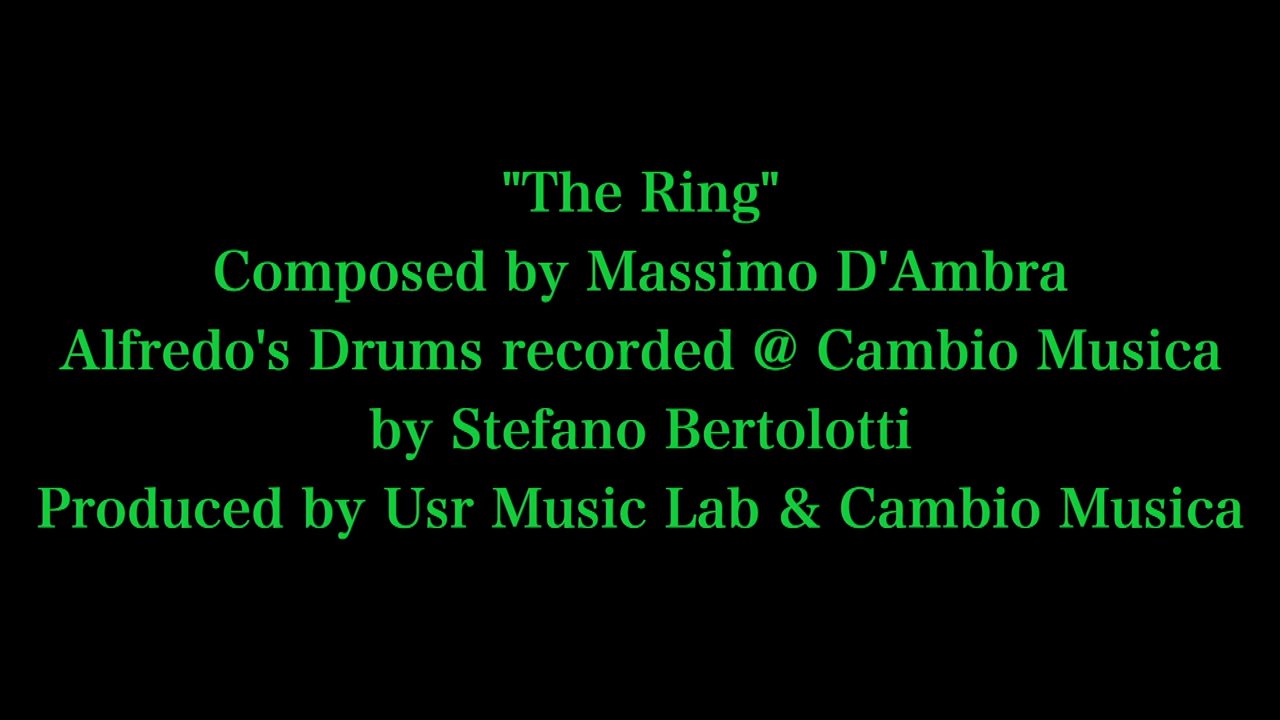 "The Ring"
Composed by Massimo D'Ambra
Alfredo's Drums recorded @ Cambio Musica
by Stefano Bertolotti
Produced by Usr Music Lab & Cambio Musica